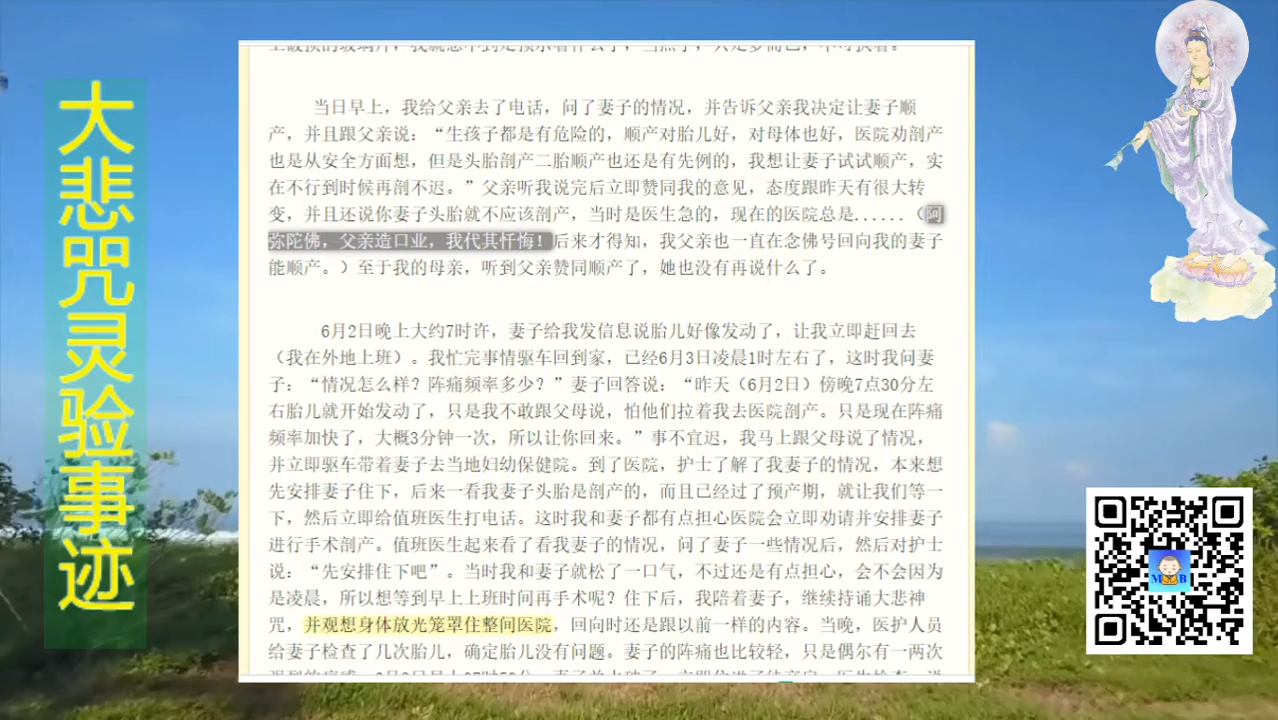 大悲咒灵验事迹
当日早上，我给父亲去了电话，问了妻子的情况，并告诉父亲我决定让妻子顺
产，并且跟父亲说：“生孩子都是有危险的，顺产对胎儿好，对母体也好，医院劝剖产
也是从安全方面想，但是头胎剖产二胎顺产也还是有先例的，我想让妻子试试顺产，实
在不行到时候再剖不迟。”父亲听我说完后立即赞同我的意见，态度跟昨天有很大转
变，并且还说你妻子头胎就不应该剖产，当时是医生急的，现在的医院总是......（阿
弥陀佛，父亲造口业，我代其忏悔！后来才得知，我父亲也一直在念佛号回向我的妻子
能顺产。）至于我的母亲，听到父亲赞同顺产了，她也没有再说什么了。
6月2日晚上大约7时许，妻子给我发信息说胎儿好像发动了，让我立即赶回去
（我在外地上班）。我忙完事情驱车回到家，已经6月3日凌晨1时左右了，这时我问妻
子：“情况怎么样？阵痛频率多少？”妻子回答说：“昨天（6月2日）傍晚7点30分左
右胎儿就开始发动了，只是我不敢跟父母说，怕他们拉着我去医院剖产。只是现在阵痛
频率加快了，大概3分钟一次，所以让你回来。”事不宜迟，我马上跟父母说了情况，
并立即驱车带着妻子去当地妇幼保健院。到了医院，护士了解了我妻子的情况，本来想
先安排妻子住下，后来一看我妻子头胎是剖产的，而且已经过了预产期，就让我们等一
下，然后立即给值班医生打电话。这时我和妻子都有点担心医院会立即劝请并安排妻子
进行手术剖产。值班医生起来看了看我妻子的情况，问了妻子一些情况后，然后对护士
说：“先安排住下吧”。当时我和妻子就松了一口气，不过还是有点担心，会不会因为
是凌晨，所以想等到早上上班时间再手术呢？住下后，我陪着妻子，继续持诵大悲神
咒，并观想身体放光笼罩住整间医院，回向时还是跟以前一样的内容。当晚，医护人员
给妻子检查了几次胎儿，确定胎儿没有问题。妻子的阵痛也比较轻，只是偶尔有一两次
M B